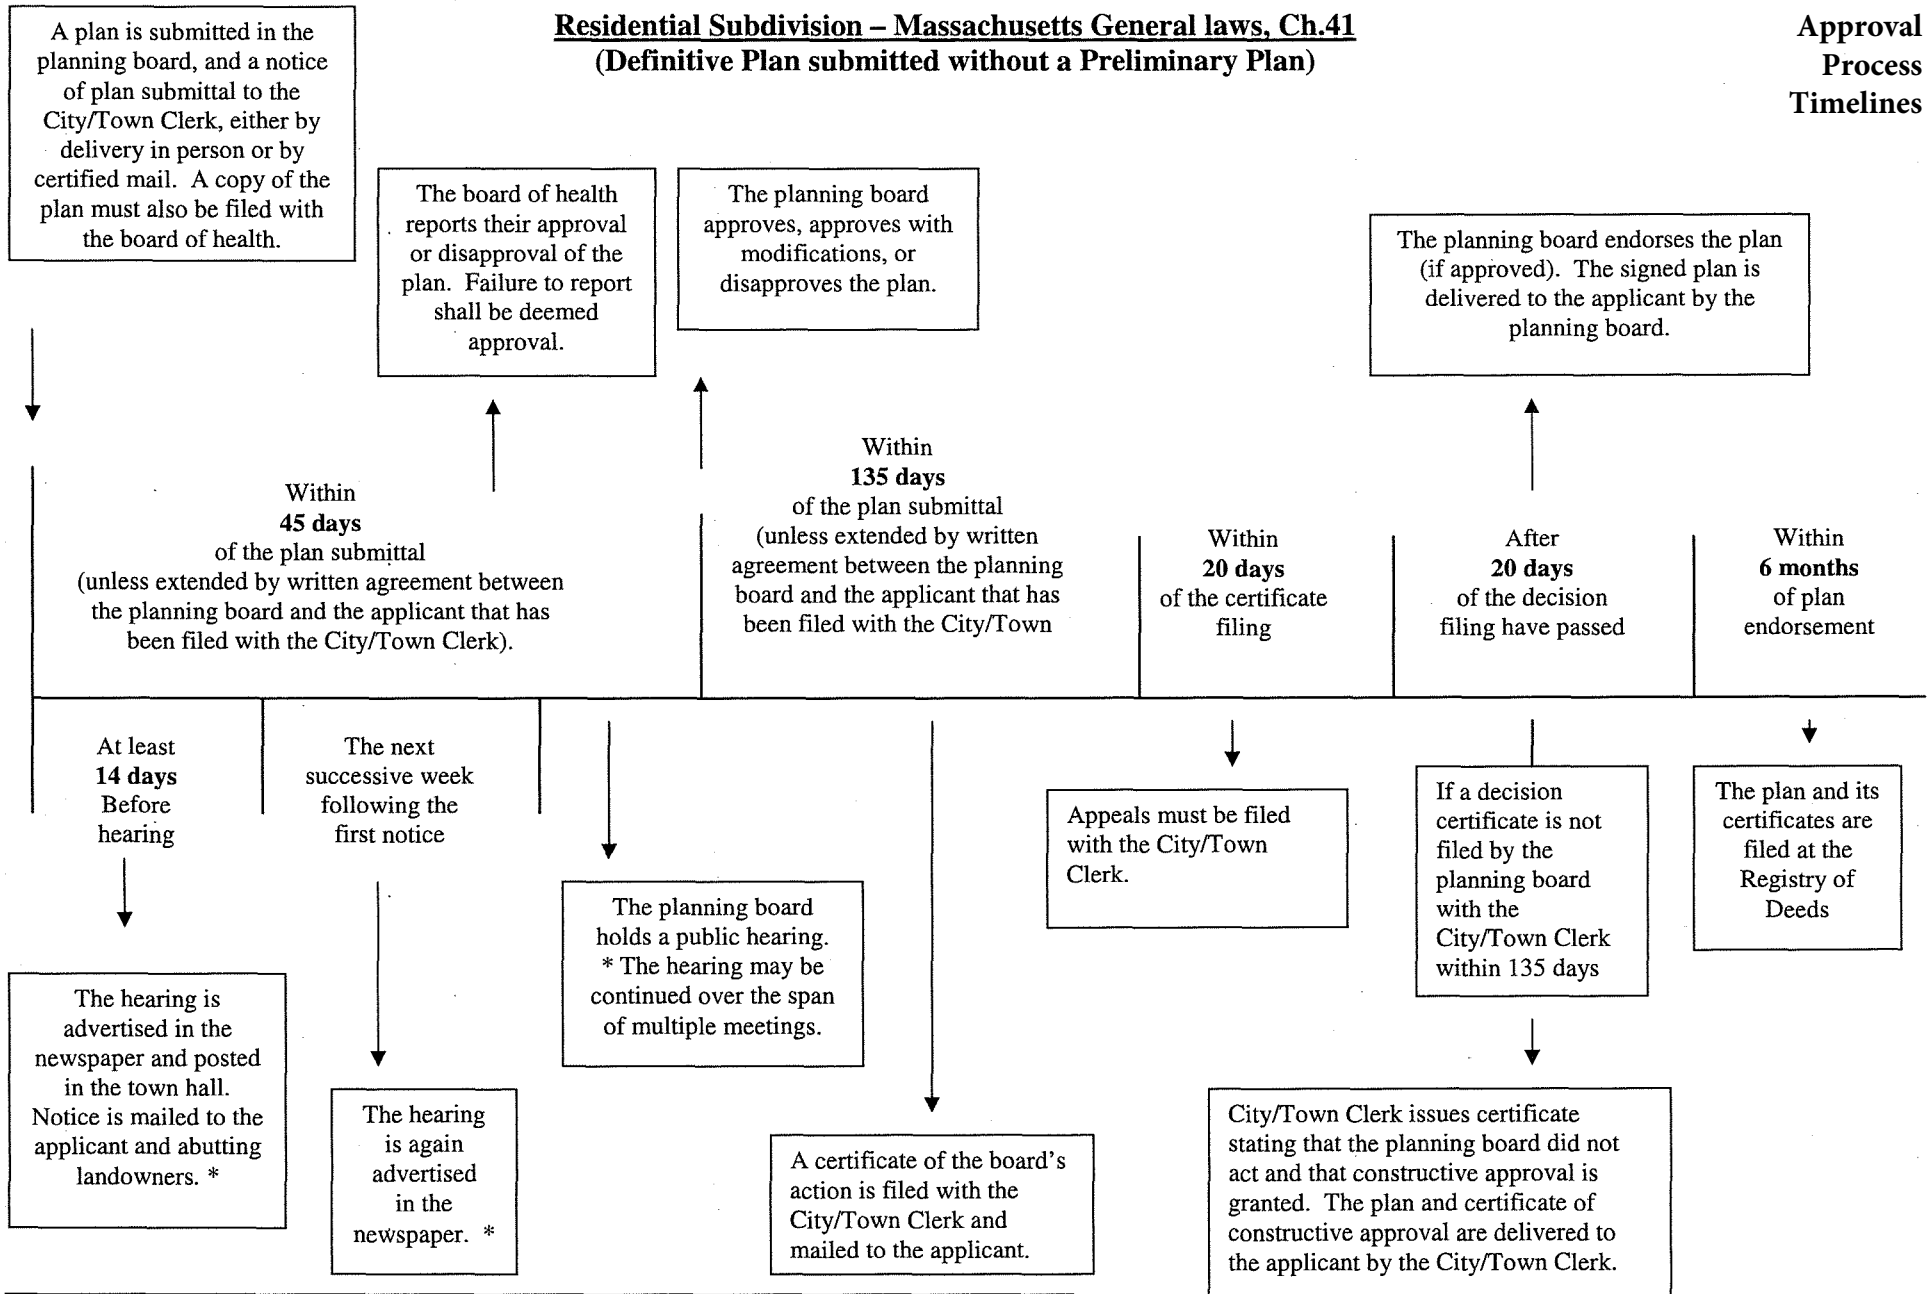 Residential Subdivision – Massachusetts General laws, Ch.41
(Definitive Plan submitted without a Preliminary Plan)
Approval
Process
Timelines
A plan is submitted in the
planning board, and a notice
of plan submittal to the
City/Town Clerk, either by
delivery in person or by
certified mail. A copy of the
plan must also be filed with
the board of health.
The board of health
reports their approval
or disapproval of the
plan. Failure to report
shall be deemed
approval.
The planning board
approves, approves with
modifications, or
disapproves the plan.
The planning board endorses the plan
(if approved). The signed plan is
delivered to the applicant by the
planning board.
Within
45 days
of the plan submittal
(unless extended by written agreement between
the planning board and the applicant that has
been filed with the City/Town Clerk).
Within
135 days
of the plan submittal
(unless extended by written
agreement between the planning
board and the applicant that has
been filed with the City/Town
Within
20 days
of the certificate
filing
After
20 days
of the decision
filing have passed
Within
6 months
of plan
endorsement
At least
14 days
Before
hearing
The next
successive week
following the
first notice
The hearing is
advertised in the
newspaper and posted
in the town hall.
Notice is mailed to the
applicant and abutting
landowners. *
The hearing
is again
advertised
in the
newspaper. *
The planning board
holds a public hearing.
* The hearing may be
continued over the span
of multiple meetings.
A certificate of the board's
action is filed with the
City/Town Clerk and
mailed to the applicant.
Appeals must be filed
with the City/Town
Clerk.
If a decision
certificate is not
filed by the
planning board
with the
City/Town Clerk
within 135 days
City/Town Clerk issues certificate
stating that the planning board did not
act and that constructive approval is
granted. The plan and certificate of
constructive approval are delivered to
the applicant by the City/Town Clerk.
The plan and its
certificates are
filed at the
Registry of
Deeds